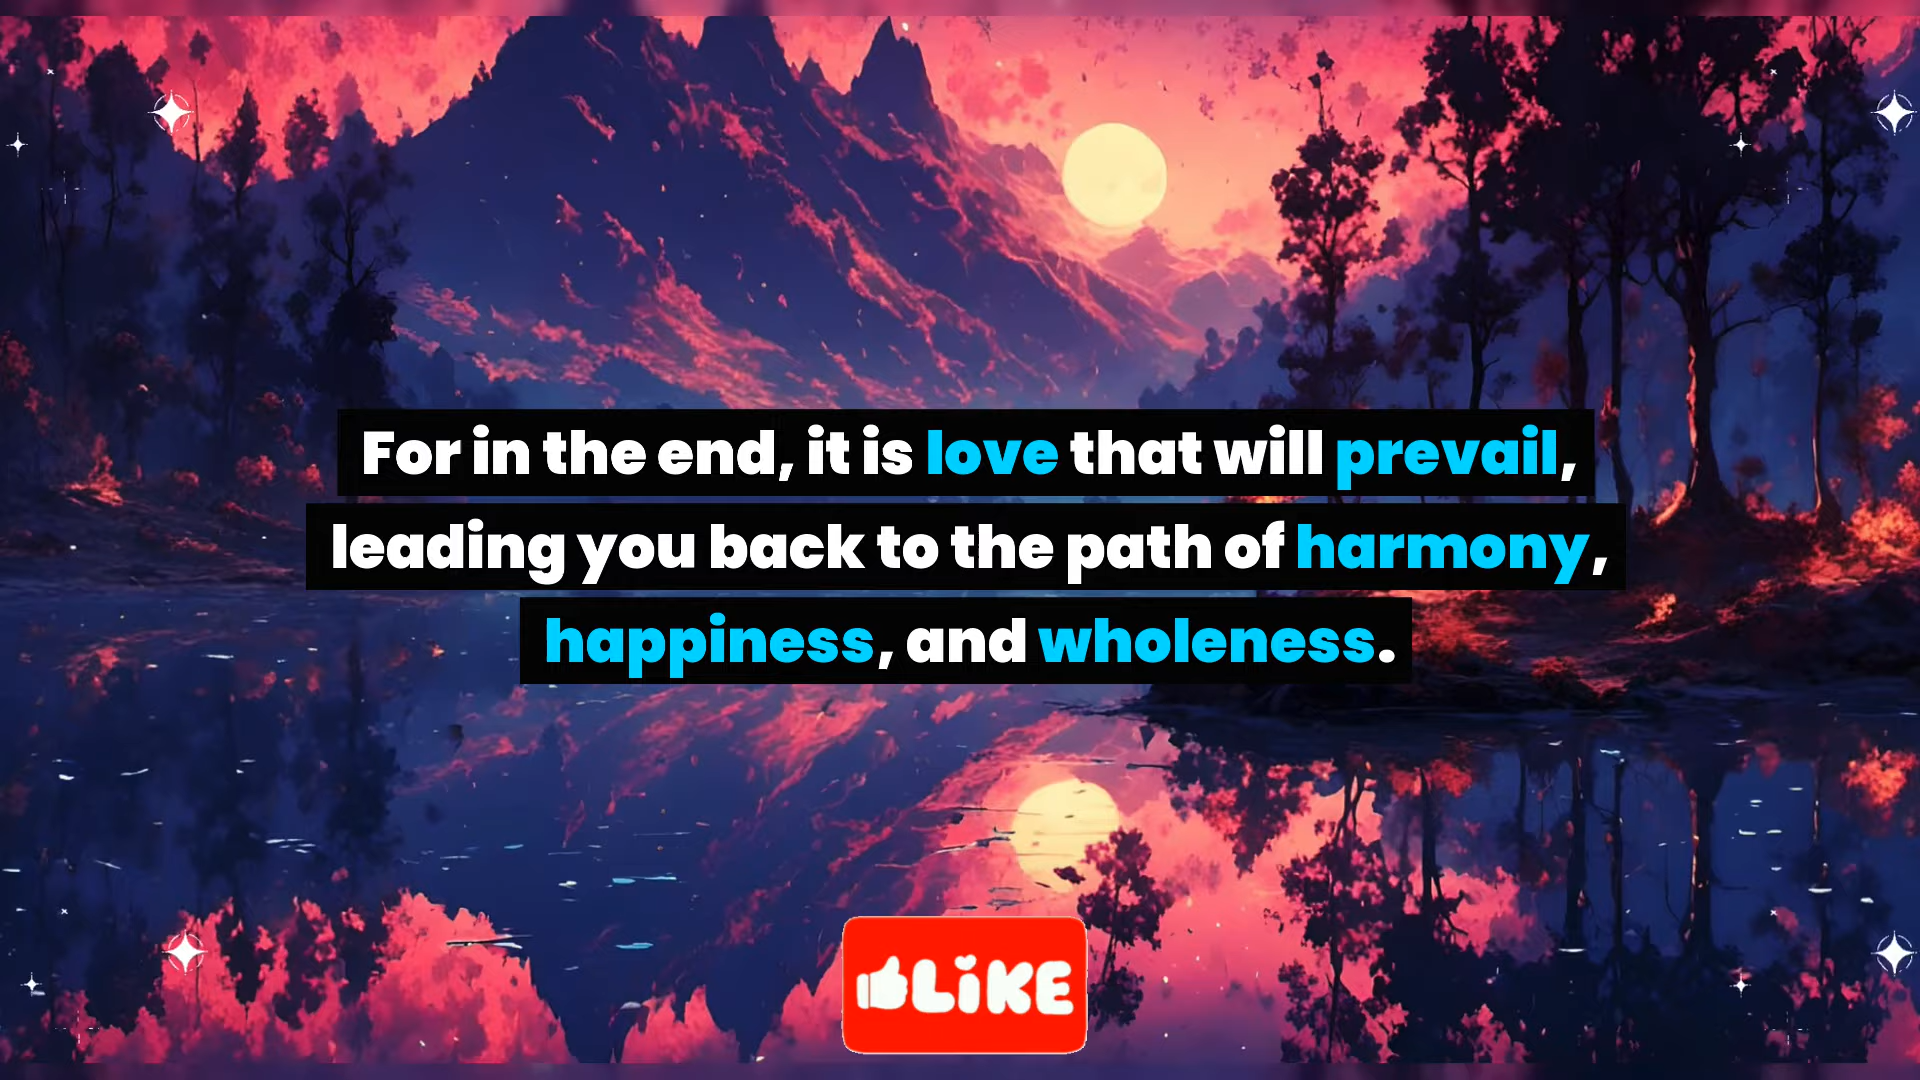 For in the end, it is love that will prevail,
leading you back to the path of harmony,
happiness, and wholeness.
LiKE